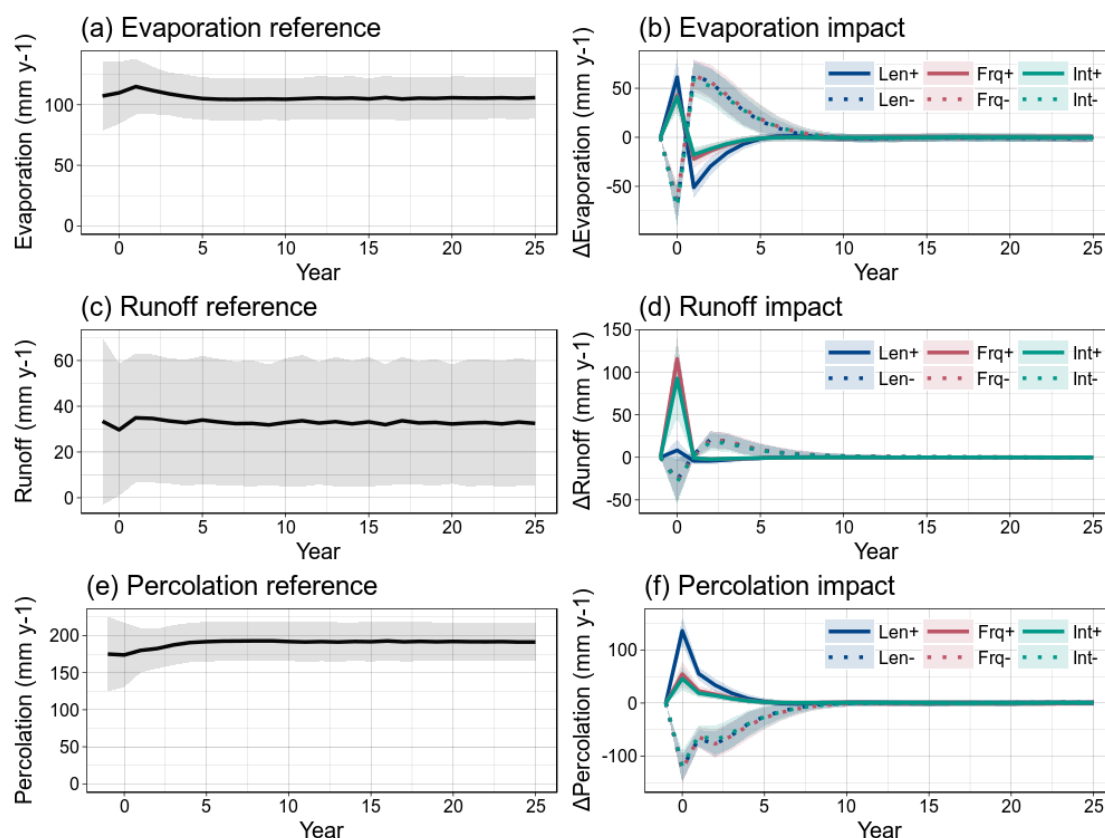 (a) Evaporation reference
Evaporation (mm y-1)
100
50
0
0 5 10 15 20 25
Year
(b) Evaporation impact
ΔEvaporation (mm y-1)
50
0
-50
Len+ Frq+ Int+
Len- Frq- Int-
0 5 10 15 20 25
Year
(c) Runoff reference
Runoff (mm y-1)
60
40
20
0
0 5 10 15 20 25
Year
(d) Runoff impact
ΔRunoff (mm y-1)
150
100
50
0
-50
Len+ Frq+ Int+
Len- Frq- Int-
0 5 10 15 20 25
Year
(e) Percolation reference
Percolation (mm y-1)
200
150
100
50
0
0 5 10 15 20 25
Year
(f) Percolation impact
ΔPercolation (mm y-1)
100
0
-100
Len+ Frq+ Int+
Len- Frq- Int-
0 5 10 15 20 25
Year